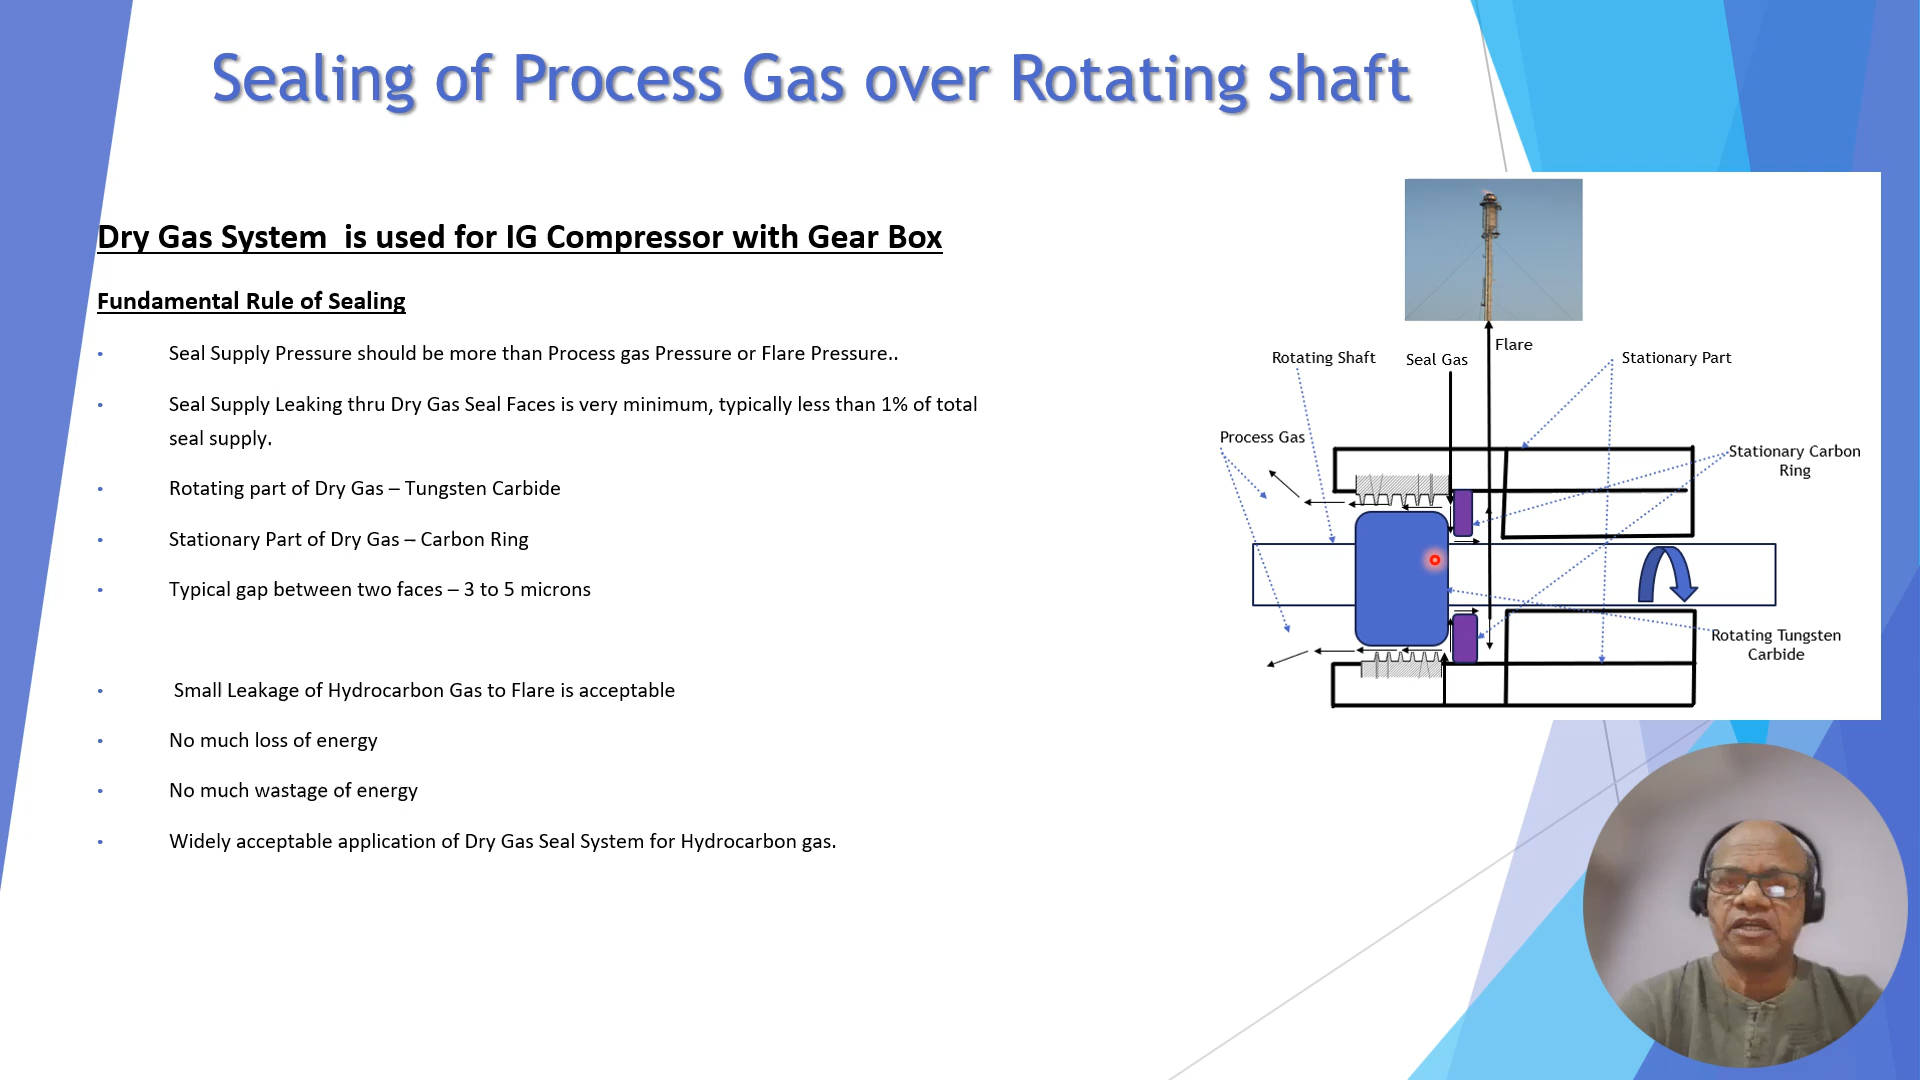 Sealing of Process Gas over Rotating shaft
Dry Gas System  is used for IG Compressor with Gear Box
Fundamental Rule of Sealing
• Seal Supply Pressure should be more than Process gas Pressure or Flare Pressure..
• Seal Supply Leaking thru Dry Gas Seal Faces is very minimum, typically less than 1% of total
seal supply.
• Rotating part of Dry Gas – Tungsten Carbide
• Stationary Part of Dry Gas – Carbon Ring
• Typical gap between two faces – 3 to 5 microns
• Small Leakage of Hydrocarbon Gas to Flare is acceptable
• No much loss of energy
• No much wastage of energy
• Widely acceptable application of Dry Gas Seal System for Hydrocarbon gas.
Flare
Rotating Shaft
Seal Gas
Stationary Part
Process Gas
Stationary Carbon
Ring
Rotating Tungsten
Carbide